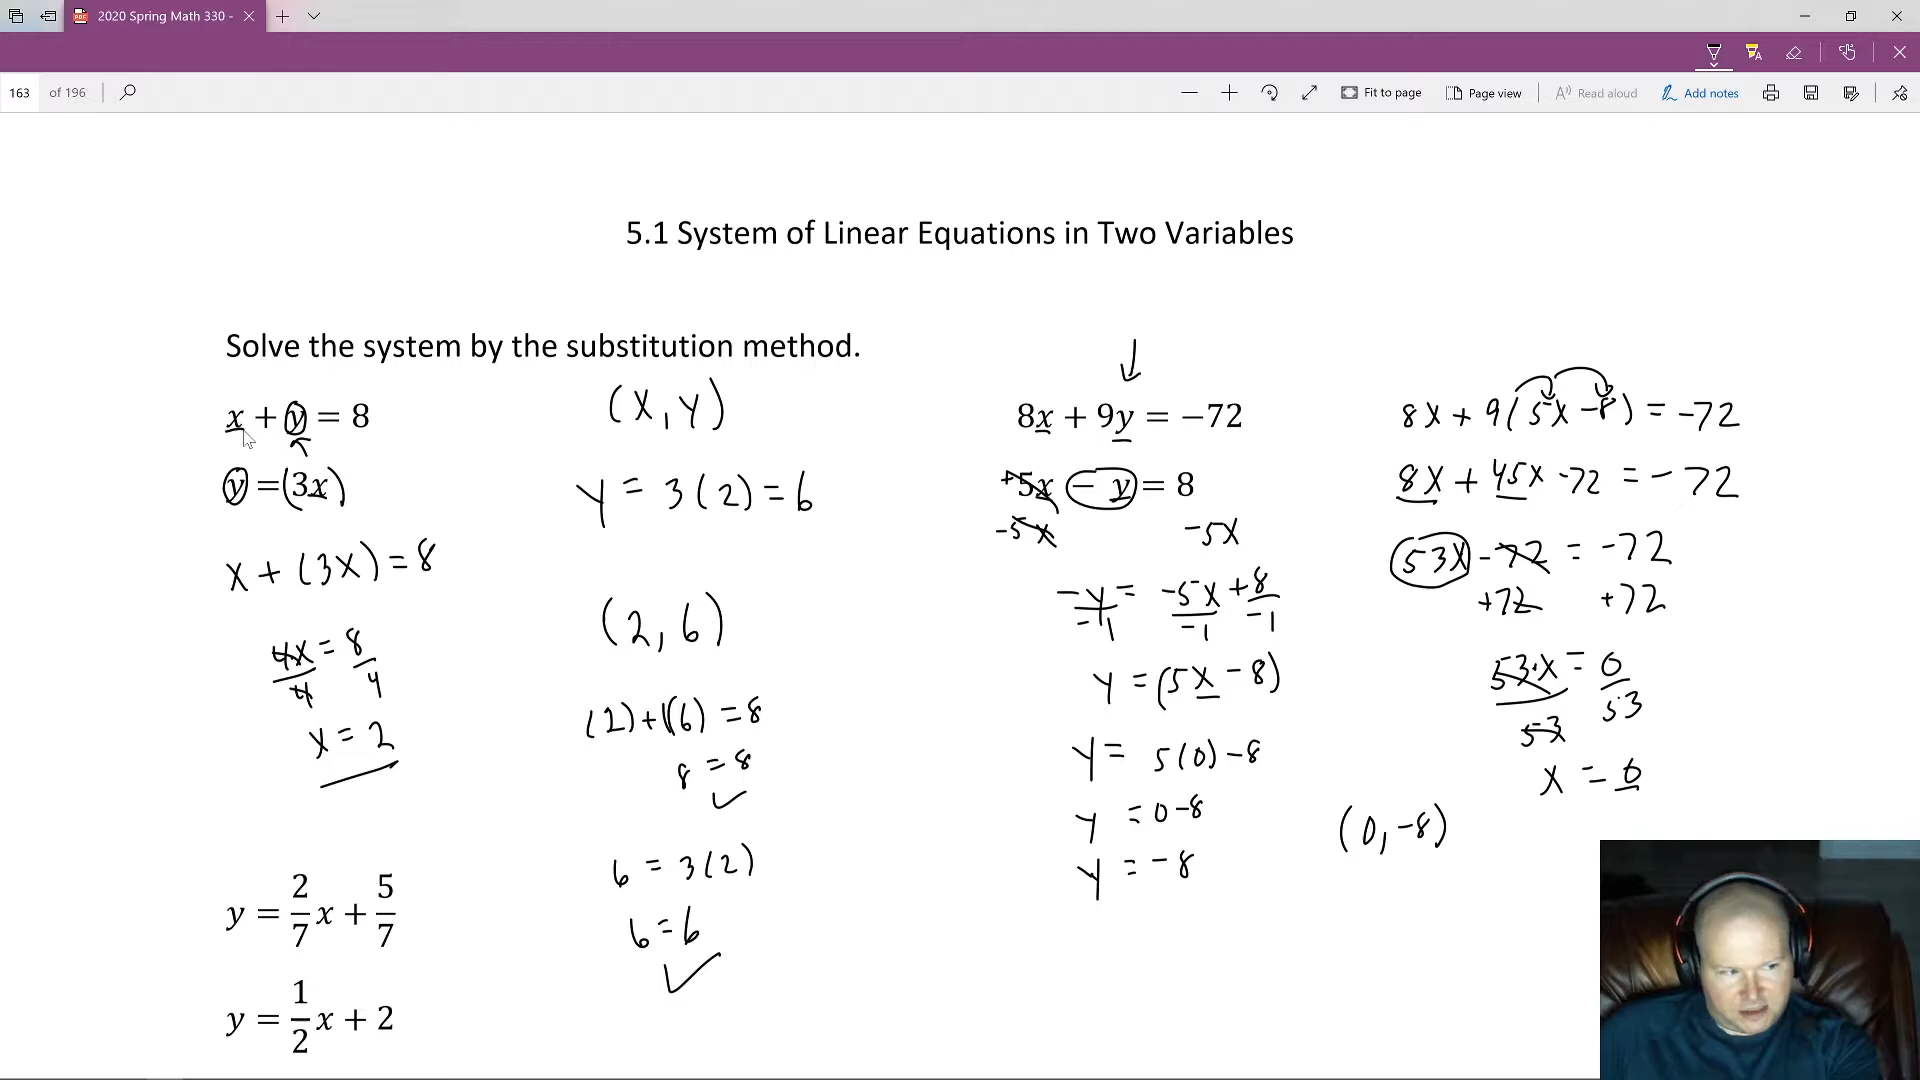 2020 Spring Math 330 -
163 of 196
Fit to page
Page view
Read aloud
Add notes
5.1 System of Linear Equations in Two Variables
Solve the system by the substitution method.
x + y = 8
y = (3x)
x + (3x) = 8
4x/4 = 8/4
x = 2
(x, y)
y = 3(2) = 6
(2, 6)
(2)+1(6) = 8
8 = 8
6 = 3(2)
6 = 6
8x + 9y = −72
+5x − y = 8
-5x -5x
-y/-1 = -5x/-1 + 8/-1
y = (5x - 8)
y = 5(0) - 8
y = 0 - 8
y = -8
8x + 9(5x - 8) = -72
8x + 45x - 72 = -72
53x - 72 = -72
+72 +72
53·x/53 = 0/53
x = 0
(0, -8)
y = 2/7 x + 5/7
y = 1/2 x + 2